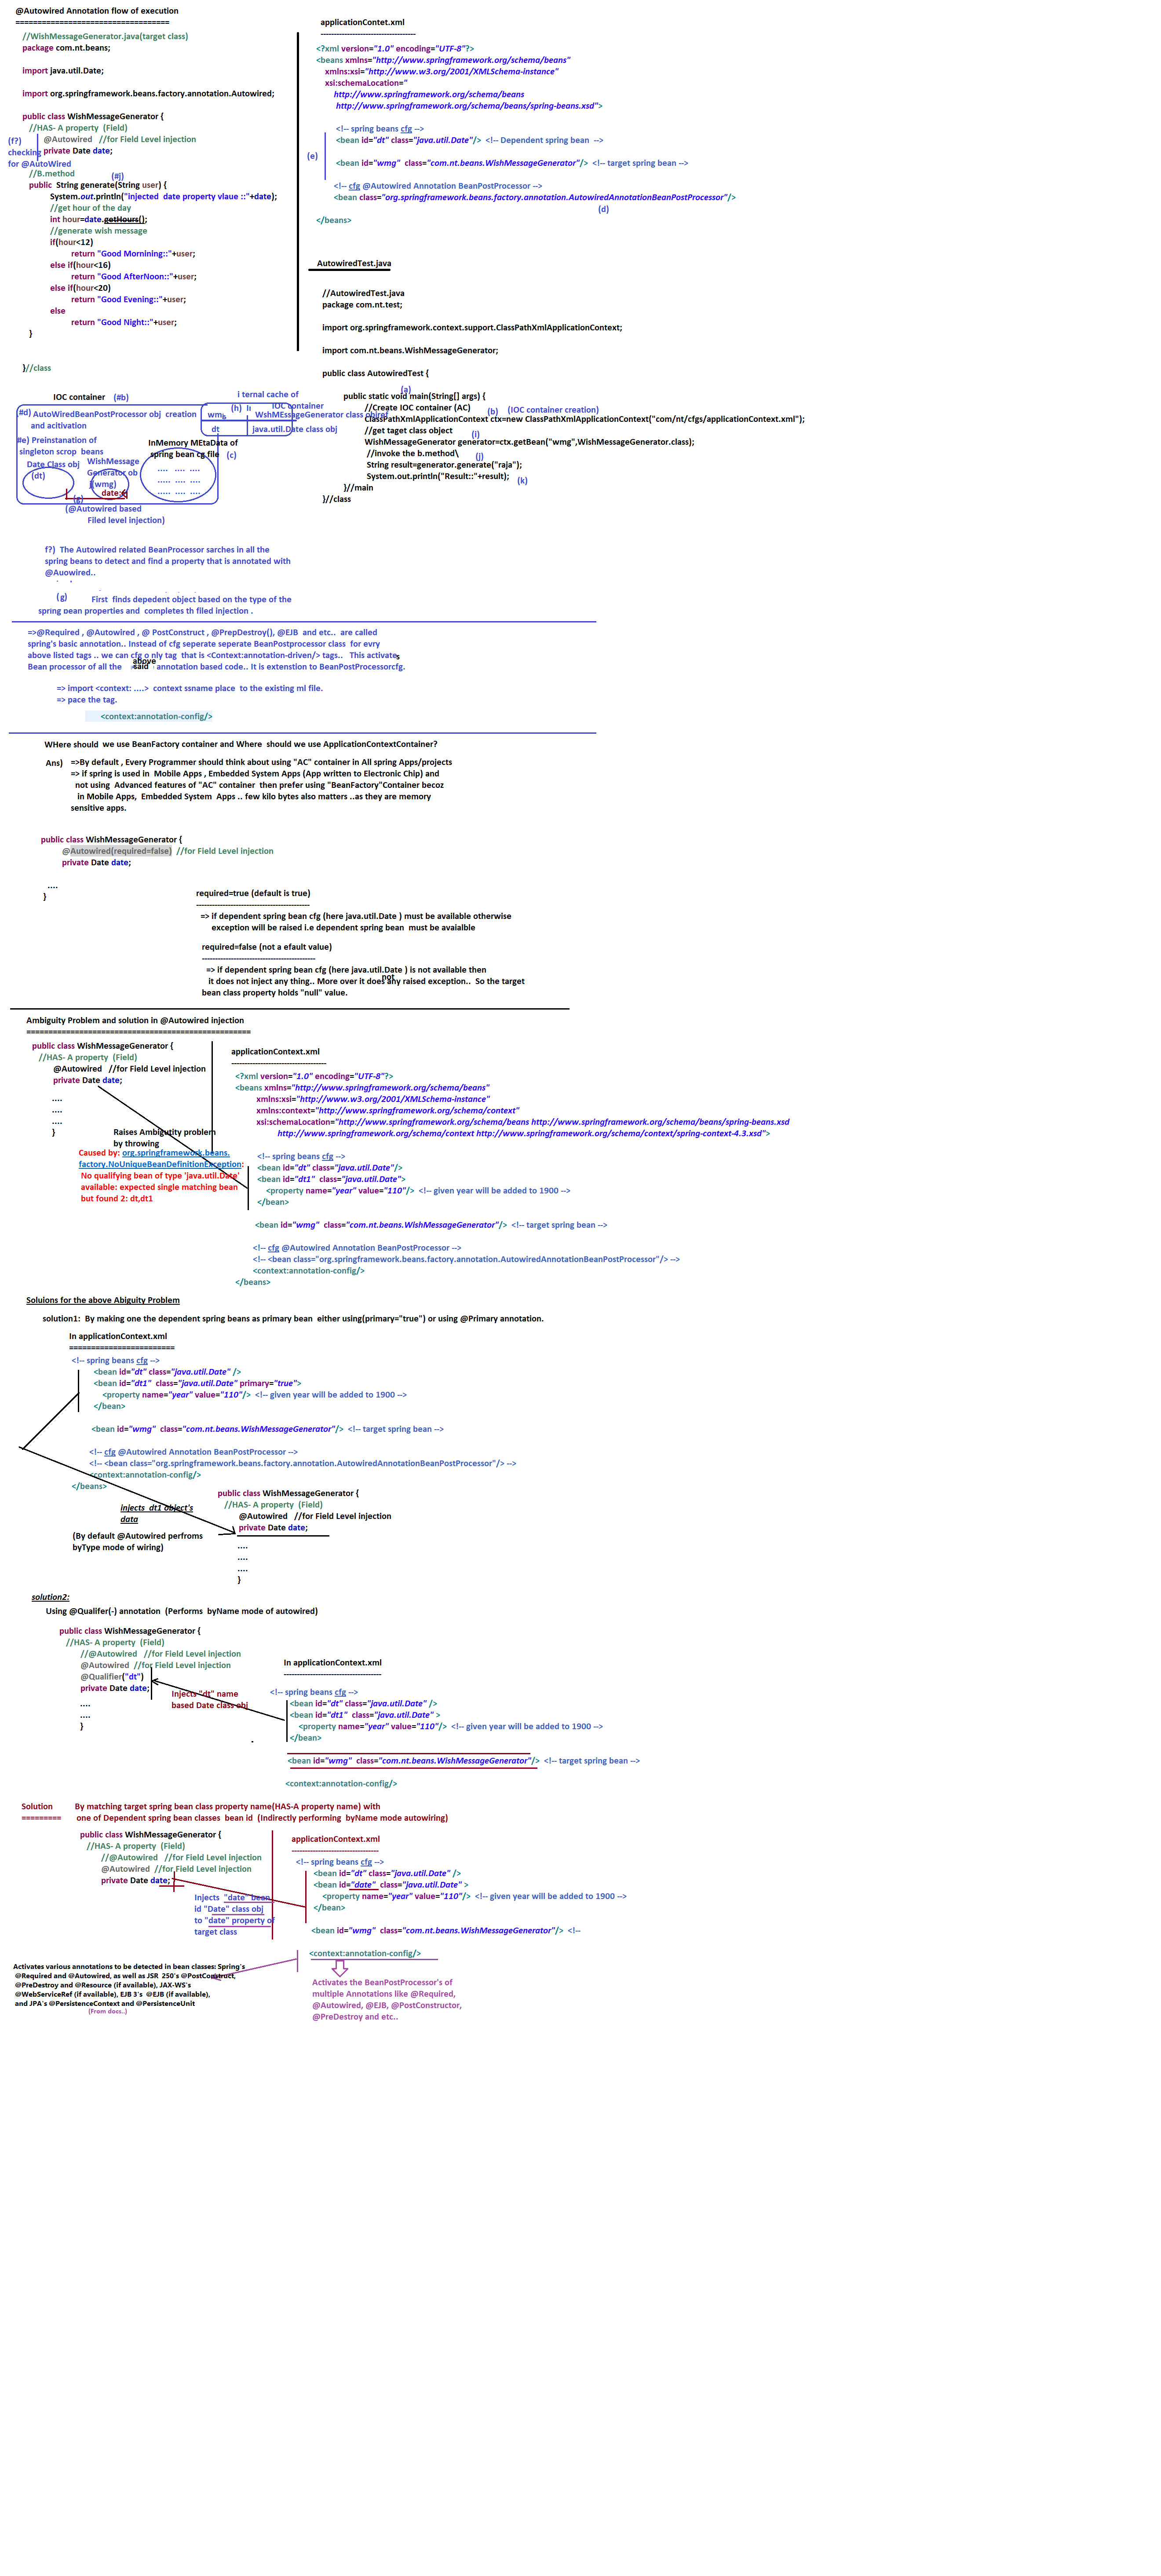 @Autowired Annotation flow of execution
===================================
//WishMessageGenerator.java(target class)
package com.nt.beans;
import java.util.Date;
import org.springframework.beans.factory.annotation.Autowired;
public class WishMessageGenerator {
//HAS- A property  (Field)
(f?)
checking
for @AutoWired
@Autowired   //for Field Level injection
private Date date;
//B.method
(#j)
public  String generate(String user) {
System.out.println("injected  date property vlaue ::"+date);
//get hour of the day
int hour=date.getHours();
//generate wish message
if(hour<12)
return "Good Mornining::"+user;
else if(hour<16)
return "Good AfterNoon::"+user;
else if(hour<20)
return "Good Evening::"+user;
else
return "Good Night::"+user;
}
}//class
applicationContet.xml
------------------------------------
<?xml version="1.0" encoding="UTF-8"?>
<beans xmlns="http://www.springframework.org/schema/beans"
xmlns:xsi="http://www.w3.org/2001/XMLSchema-instance"
xsi:schemaLocation="
http://www.springframework.org/schema/beans
http://www.springframework.org/schema/beans/spring-beans.xsd">
<!-- spring beans cfg -->
(e)
<bean id="dt" class="java.util.Date"/>  <!-- Dependent spring bean  -->
<bean id="wmg"  class="com.nt.beans.WishMessageGenerator"/>  <!-- target spring bean -->
<!-- cfg @Autowired Annotation BeanPostProcessor -->
<bean class="org.springframework.beans.factory.annotation.AutowiredAnnotationBeanPostProcessor"/>
(d)
</beans>
AutowiredTest.java
//AutowiredTest.java
package com.nt.test;
import org.springframework.context.support.ClassPathXmlApplicationContext;
import com.nt.beans.WishMessageGenerator;
public class AutowiredTest {
(a)
public static void main(String[] args) {
//Create IOC container (AC)
(b)   (IOC container creation)
ClassPathXmlApplicationContext ctx=new ClassPathXmlApplicationContext("com/nt/cfgs/applicationContext.xml");
//get taget class object
(i)
WishMessageGenerator generator=ctx.getBean("wmg",WishMessageGenerator.class);
//invoke the b.method\
(j)
String result=generator.generate("raja");
System.out.println("Result::"+result);
(k)
}//main
}//class
IOC container   (#b)
i ternal cache of
IOC container
(h)
wmg
WshMEssageGenerator class objref
dt
java.util.Date class obj
#d) AutoWiredBeanPostProcessor obj  creation
and acitivation
#e) Preinstanation of
singleton scrop  beans
InMemory MEtaData of
spring bean cg.file   (c)
Date Class obj
(dt)
WishMessage
Generator ob
(wmg)
date:
.... .... ....
..... .... ...
..... .... ...
(g)
(@Autowired based
Filed level injection)
f?)  The Autowired related BeanProcessor sarches in all the
spring beans to detect and find a property that is annotated with
@Auowired..
(g)
First  finds depedent object based on the type of the
spring bean properties and  completes th filed injection .
=>@Required , @Autowired , @ PostConstruct , @PrepDestroy(), @EJB  and etc..  are called
spring's basic annotation.. Instead of cfg seperate seperate BeanPostprocessor class  for evry
above listed tags .. we can cfg o nly tag  that is <Context:annotation-driven/> tags..   This activates
Bean processor of all the above said annotation based code.. It is extenstion to BeanPostProcessorcfg.
=> import <context: ....>  context ssname place  to the existing ml file.
=> pace the tag.
<context:annotation-config/>
WHere should  we use BeanFactory container and Where  should we use ApplicationContextContainer?
Ans)   =>By default , Every Programmer should think about using "AC" container in All spring Apps/projects
=> if spring is used in  Mobile Apps , Embedded System Apps (App written to Electronic Chip) and
not using  Advanced features of "AC" container  then prefer using "BeanFactory"Container becoz
in Mobile Apps,  Embedded System  Apps .. few kilo bytes also matters ..as they are memory
sensitive apps.
public class WishMessageGenerator {
@Autowired(required=false)  //for Field Level injection
private Date date;
....
}
required=true (default is true)
-------------------------------------------
=> if dependent spring bean cfg (here java.util.Date ) must be available otherwise
exception will be raised i.e dependent spring bean  must be avaialble
required=false (not a efault value)
-------------------------------------------
=> if dependent spring bean cfg (here java.util.Date ) is not available then
it does not inject any thing.. More over it does not any raised exception..  So the target
bean class property holds "null" value.
Ambiguity Problem and solution in @Autowired injection
===================================================
public class WishMessageGenerator {
//HAS- A property  (Field)
@Autowired   //for Field Level injection
private Date date;
....
....
....
}
Raises Ambigutity problem
by throwing
Caused by: org.springframework.beans.
factory.NoUniqueBeanDefinitionException:
No qualifying bean of type 'java.util.Date'
available: expected single matching bean
but found 2: dt,dt1
applicationContext.xml
------------------------------------
<?xml version="1.0" encoding="UTF-8"?>
<beans xmlns="http://www.springframework.org/schema/beans"
xmlns:xsi="http://www.w3.org/2001/XMLSchema-instance"
xmlns:context="http://www.springframework.org/schema/context"
xsi:schemaLocation="http://www.springframework.org/schema/beans http://www.springframework.org/schema/beans/spring-beans.xsd
http://www.springframework.org/schema/context http://www.springframework.org/schema/context/spring-context-4.3.xsd">
<!-- spring beans cfg -->
<bean id="dt" class="java.util.Date"/>
<bean id="dt1"  class="java.util.Date">
<property name="year" value="110"/>  <!-- given year will be added to 1900 -->
</bean>
<bean id="wmg"  class="com.nt.beans.WishMessageGenerator"/>  <!-- target spring bean -->
<!-- cfg @Autowired Annotation BeanPostProcessor -->
<!-- <bean class="org.springframework.beans.factory.annotation.AutowiredAnnotationBeanPostProcessor"/> -->
<context:annotation-config/>
</beans>
Soluions for the above Abiguity Problem
solution1:  By making one the dependent spring beans as primary bean  either using(primary="true") or using @Primary annotation.
In applicationContext.xml
========================
<!-- spring beans cfg -->
<bean id="dt" class="java.util.Date" />
<bean id="dt1"  class="java.util.Date" primary="true">
<property name="year" value="110"/>  <!-- given year will be added to 1900 -->
</bean>
<bean id="wmg"  class="com.nt.beans.WishMessageGenerator"/>  <!-- target spring bean -->
<!-- cfg @Autowired Annotation BeanPostProcessor -->
<!-- <bean class="org.springframework.beans.factory.annotation.AutowiredAnnotationBeanPostProcessor"/> -->
<context:annotation-config/>
</beans>
injects  dt1 object's
data
(By default @Autowired perfroms
byType mode of wiring)
public class WishMessageGenerator {
//HAS- A property  (Field)
@Autowired   //for Field Level injection
private Date date;
....
....
....
}
solution2:
Using @Qualifer(-) annotation  (Performs  byName mode of autowired)
public class WishMessageGenerator {
//HAS- A property  (Field)
//@Autowired   //for Field Level injection
@Autowired  //for Field Level injection
@Qualifier("dt")
private Date date;
....
....
}
Injects "dt" name
based Date class obj
In applicationContext.xml
-------------------------------------
<!-- spring beans cfg -->
<bean id="dt" class="java.util.Date" />
<bean id="dt1"  class="java.util.Date" >
<property name="year" value="110"/>  <!-- given year will be added to 1900 -->
</bean>
<bean id="wmg"  class="com.nt.beans.WishMessageGenerator"/>  <!-- target spring bean -->
<context:annotation-config/>
Solution          By matching target spring bean class property name(HAS-A property name) with
=========       one of Dependent spring bean classes  bean id  (Indirectly performing  byName mode autowiring)
public class WishMessageGenerator {
//HAS- A property  (Field)
//@Autowired   //for Field Level injection
@Autowired  //for Field Level injection
private Date date;
Injects  "date" bean
id "Date" class obj
to "date" property of
target class
applicationContext.xml
---------------------------------
<!-- spring beans cfg -->
<bean id="dt" class="java.util.Date" />
<bean id="date"  class="java.util.Date" >
<property name="year" value="110"/>  <!-- given year will be added to 1900 -->
</bean>
<bean id="wmg"  class="com.nt.beans.WishMessageGenerator"/>  <!--
<context:annotation-config/>
Activates various annotations to be detected in bean classes: Spring's
@Required and @Autowired, as well as JSR  250's @PostConstruct,
@PreDestroy and @Resource (if available), JAX-WS's
@WebServiceRef (if available), EJB 3's  @EJB (if available),
and JPA's @PersistenceContext and @PersistenceUnit
(From docs..)
Activates the BeanPostProcessor's of
multiple Annotations like @Required,
@Autowired, @EJB, @PostConstructor,
@PreDestroy and etc..